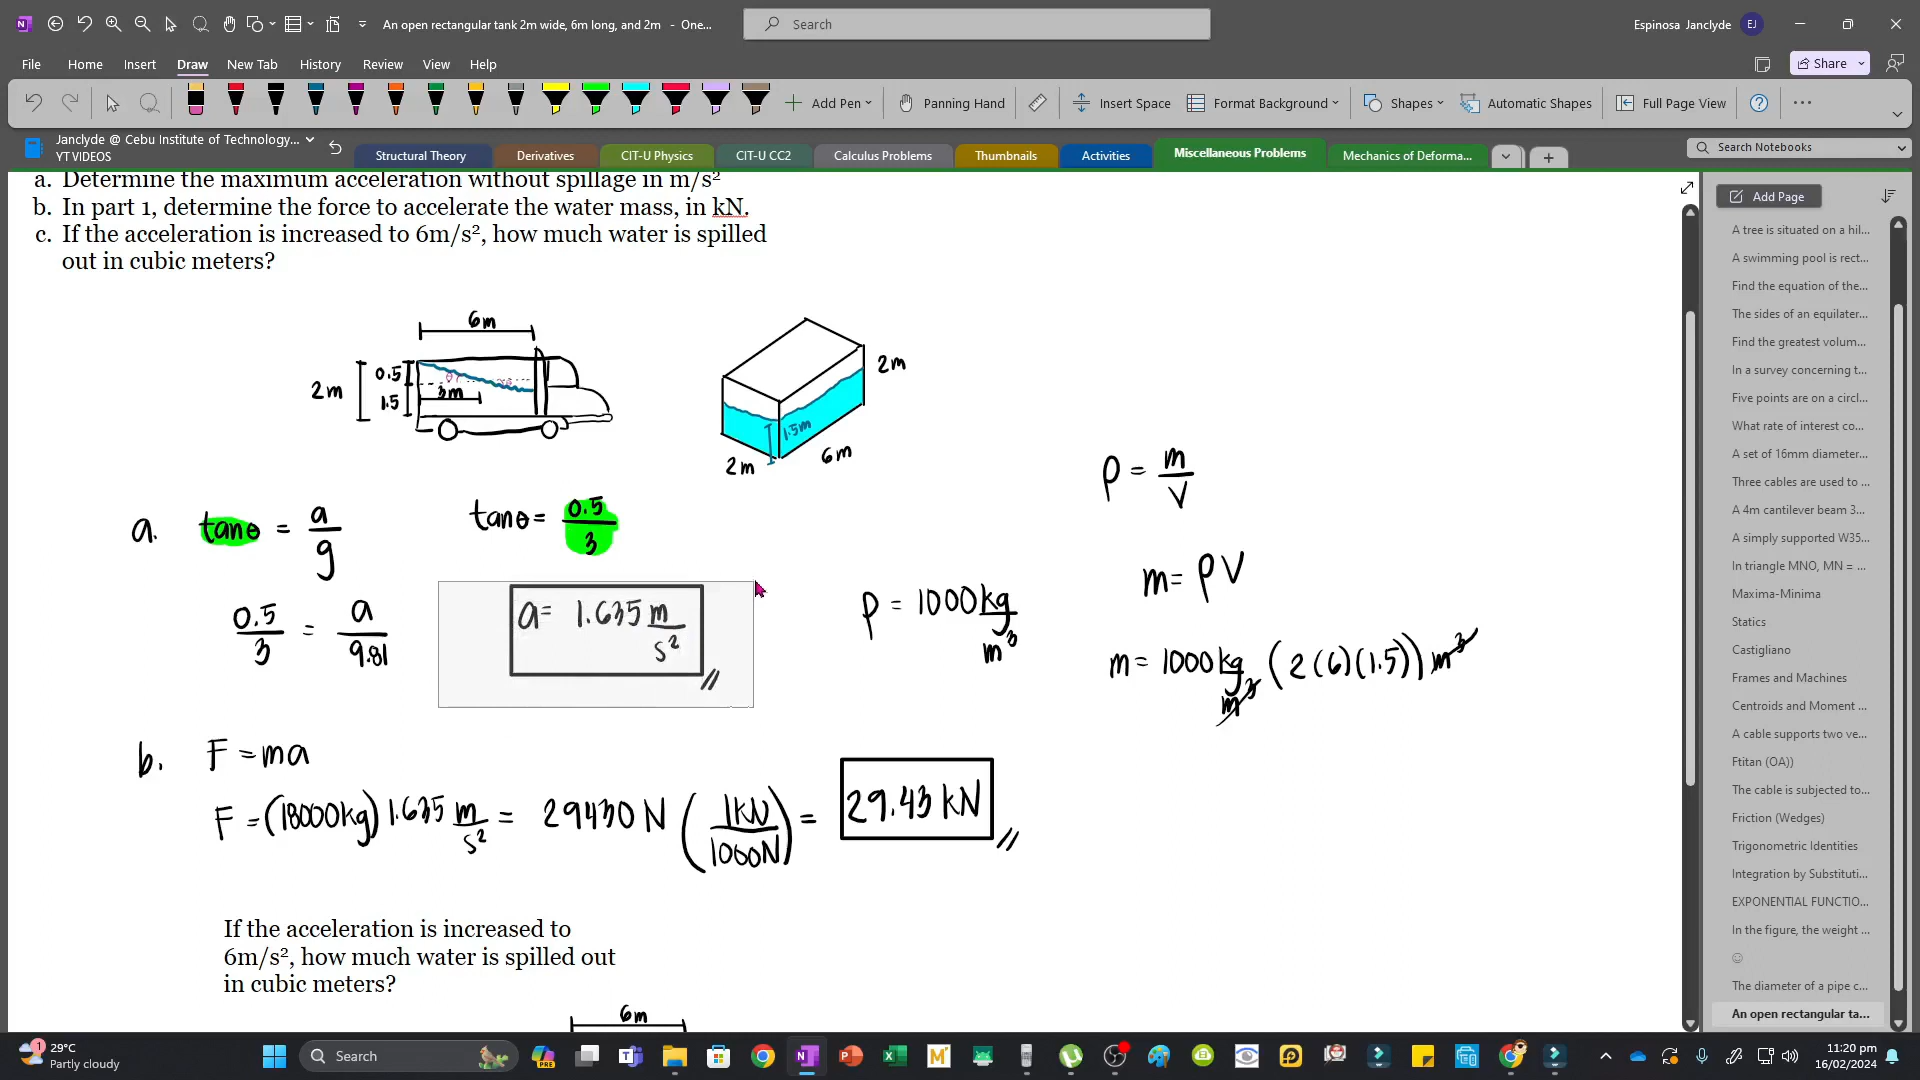 An open rectangular tank 2m wide, 6m long, and 2m - One...
Search
Espinosa Janclyde EJ
File Home Insert Draw New Tab History Review View Help
Share
Add Pen
Panning Hand
Insert Space
Format Background
Shapes
Automatic Shapes
Full Page View
Janclyde @ Cebu Institute of Technology...
YT VIDEOS
Structural Theory
Derivatives
CIT-U Physics
CIT-U CC2
Calculus Problems
Thumbnails
Activities
Miscellaneous Problems
Mechanics of Deforma...
Search Notebooks
a. Determine the maximum acceleration without spillage in m/s²
b. In part 1, determine the force to accelerate the water mass, in kN.
c. If the acceleration is increased to 6m/s², how much water is spilled
out in cubic meters?
6m
2m
0.5
1.5
3m
2m
1.5m
2m
6m
a. tanθ = a/g
tanθ = 0.5/3
0.5/3 = a/9.81
a = 1.635 m/s²
ρ = 1000 kg/m³
ρ = m/V
m = ρV
m = 1000 kg/m³ (2(6)(1.5)) m³
b. F = ma
F = (18000kg) 1.635 m/s² = 29430 N (1kN/1000N) = 29.43 kN
If the acceleration is increased to
6m/s², how much water is spilled out
in cubic meters?
6m
Add Page
A tree is situated on a hil...
A swimming pool is rect...
Find the equation of the...
The sides of an equilater...
Find the greatest volum...
In a survey concerning t...
Five points are on a circl...
What rate of interest co...
A set of 16mm diameter...
Three cables are used to ...
A 4m cantilever beam 3...
A simply supported W35...
In triangle MNO, MN = ...
Maxima-Minima
Statics
Castigliano
Frames and Machines
Centroids and Moment ...
A cable supports two ve...
Ftitan (OA))
The cable is subjected to...
Friction (Wedges)
Trigonometric Identities
Integration by Substituti...
EXPONENTIAL FUNCTIO...
In the figure, the weight ...
The diameter of a pipe c...
An open rectangular ta...
1
29°C
Partly cloudy
Search
PRE
11:20 pm
16/02/2024